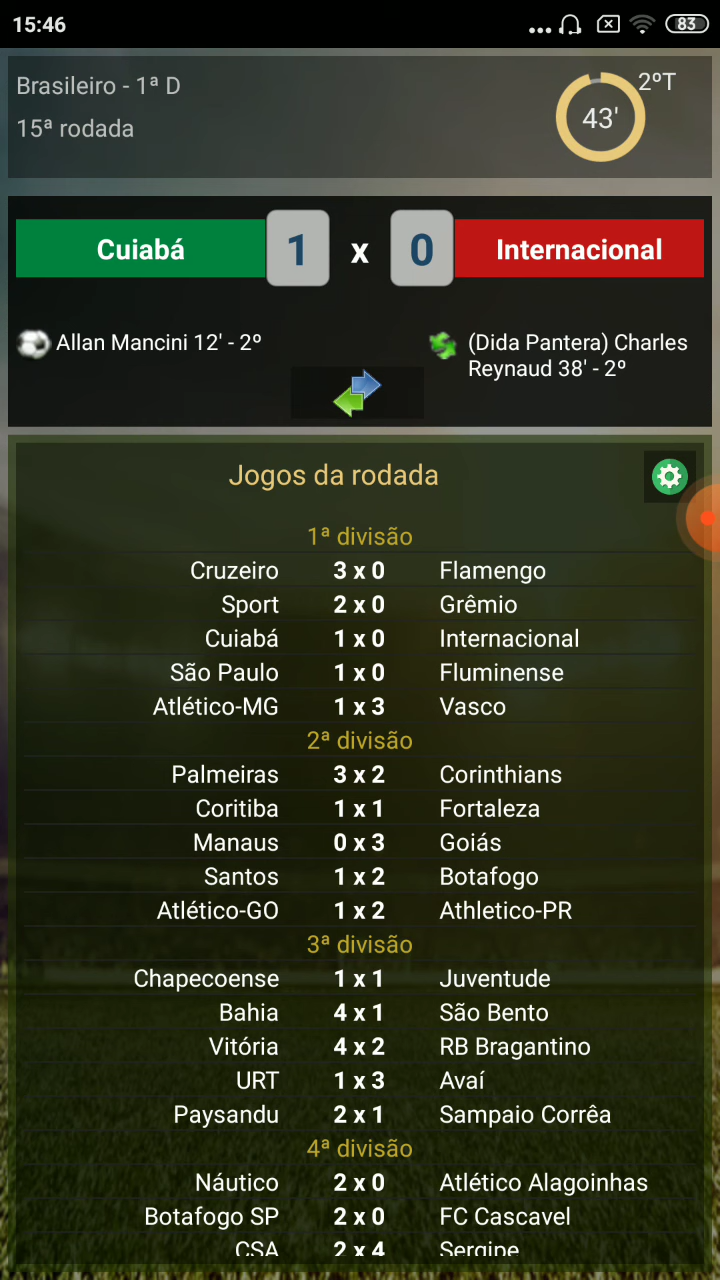 15:46
83
Brasileiro - 1ª D
2ºT
15ª rodada
43'
Cuiabá 1 x 0 Internacional
Allan Mancini 12' - 2º
(Dida Pantera) Charles
Reynaud 38' - 2º
Jogos da rodada
1ª divisão
Cruzeiro 3 x 0 Flamengo
Sport 2 x 0 Grêmio
Cuiabá 1 x 0 Internacional
São Paulo 1 x 0 Fluminense
Atlético-MG 1 x 3 Vasco
2ª divisão
Palmeiras 3 x 2 Corinthians
Coritiba 1 x 1 Fortaleza
Manaus 0 x 3 Goiás
Santos 1 x 2 Botafogo
Atlético-GO 1 x 2 Athletico-PR
3ª divisão
Chapecoense 1 x 1 Juventude
Bahia 4 x 1 São Bento
Vitória 4 x 2 RB Bragantino
URT 1 x 3 Avaí
Paysandu 2 x 1 Sampaio Corrêa
4ª divisão
Náutico 2 x 0 Atlético Alagoinhas
Botafogo SP 2 x 0 FC Cascavel
CSA 2 x 4 Sergipe